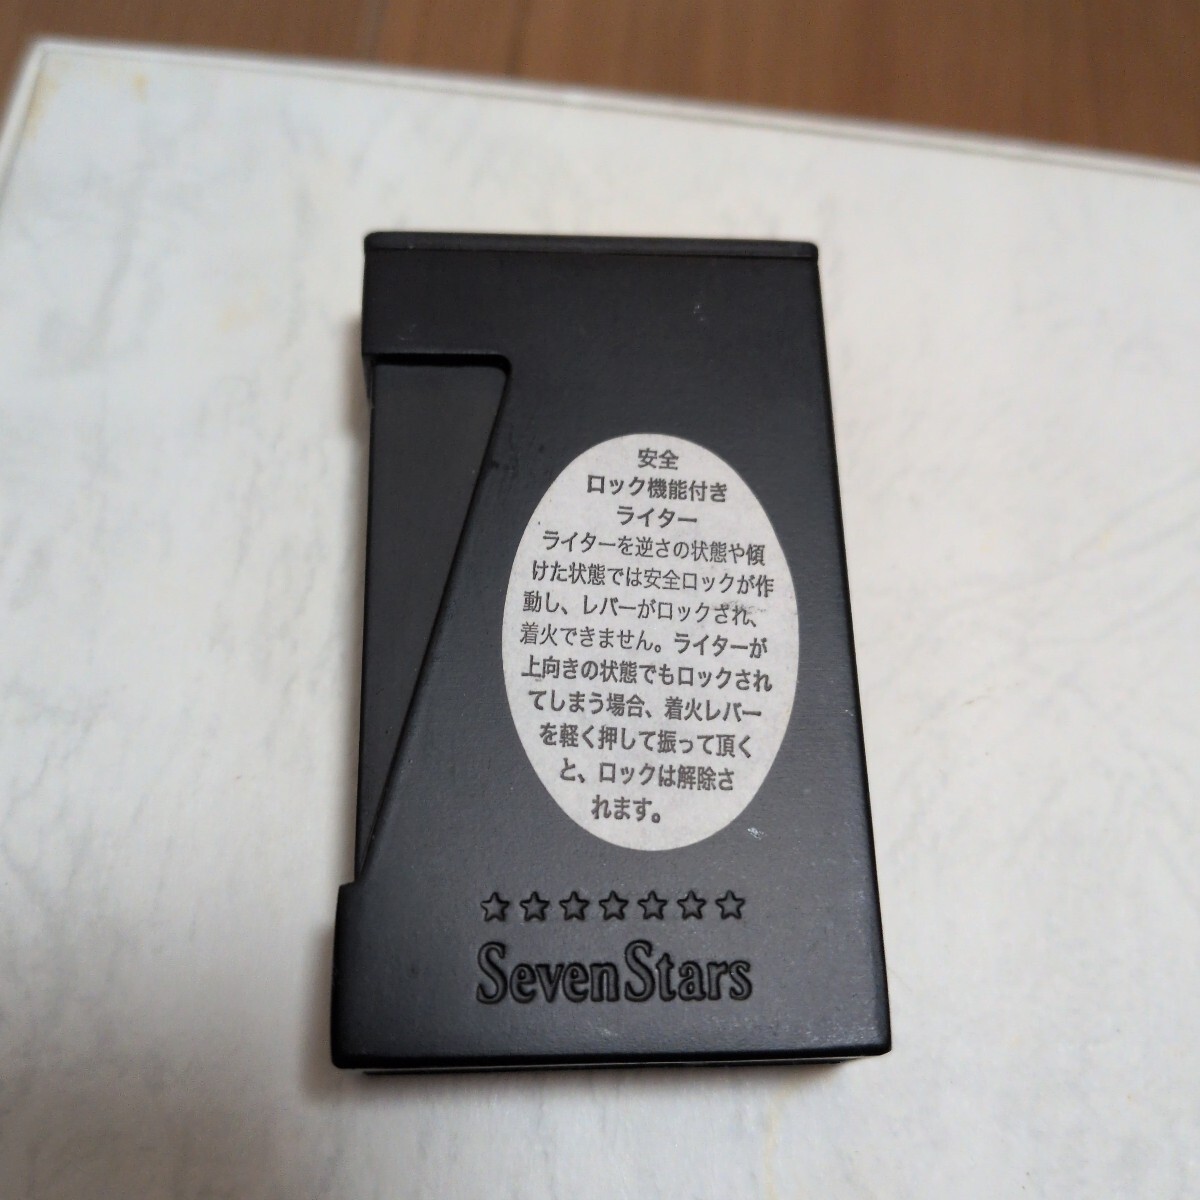 安全
ロック機能付き
ライター
ライターを逆さの状態や傾
けた状態では安全ロックが作
動し、レバーがロックされ、
着火できません。ライターが
上向きの状態でもロックされ
てしまう場合、着火レバー
を軽く押して振って頂く
と、ロックは解除さ
れます。
☆☆☆☆☆☆☆
SevenStars